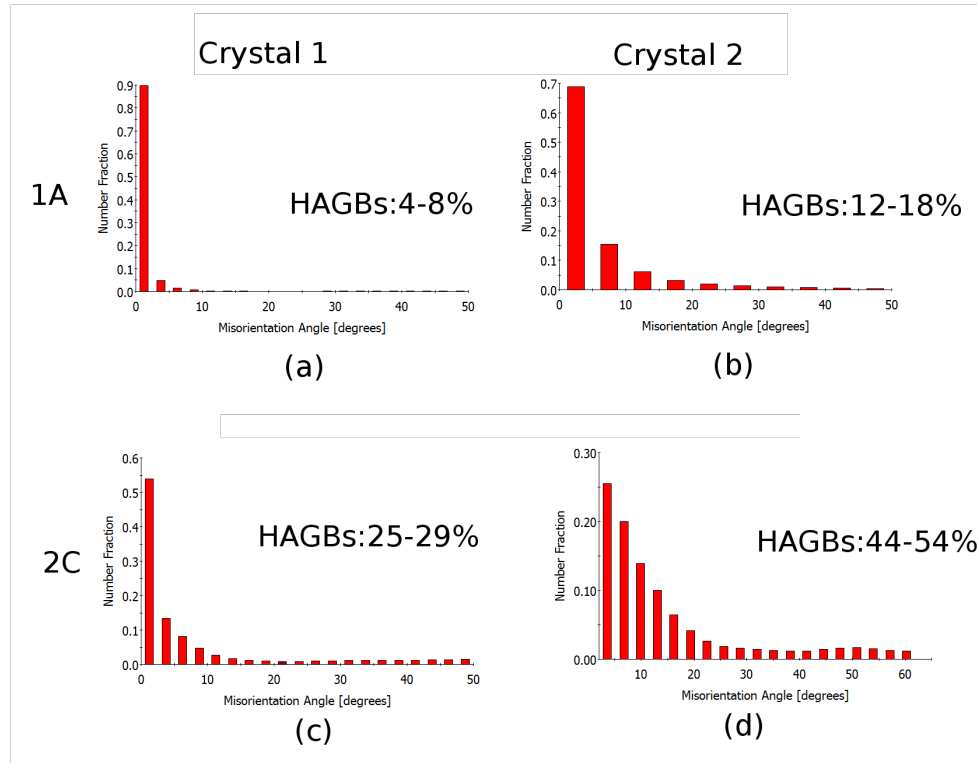 Crystal 1
Crystal 2
1A
0.9
0.8
0.7
0.6
0.5
0.4
0.3
0.2
0.1
0.0
Number Fraction
HAGBs:4-8%
0 10 20 30 40 50
Misorientation Angle [degrees]
(a)
0.7
0.6
0.5
0.4
0.3
0.2
0.1
0.0
Number Fraction
HAGBs:12-18%
0 10 20 30 40 50
Misorientation Angle [degrees]
(b)
2C
0.6
0.5
0.4
0.3
0.2
0.1
0.0
Number Fraction
HAGBs:25-29%
0 10 20 30 40 50
Misorientation Angle [degrees]
(c)
0.30
0.20
0.10
0.00
Number Fraction
HAGBs:44-54%
10 20 30 40 50 60
Misorientation Angle [degrees]
(d)